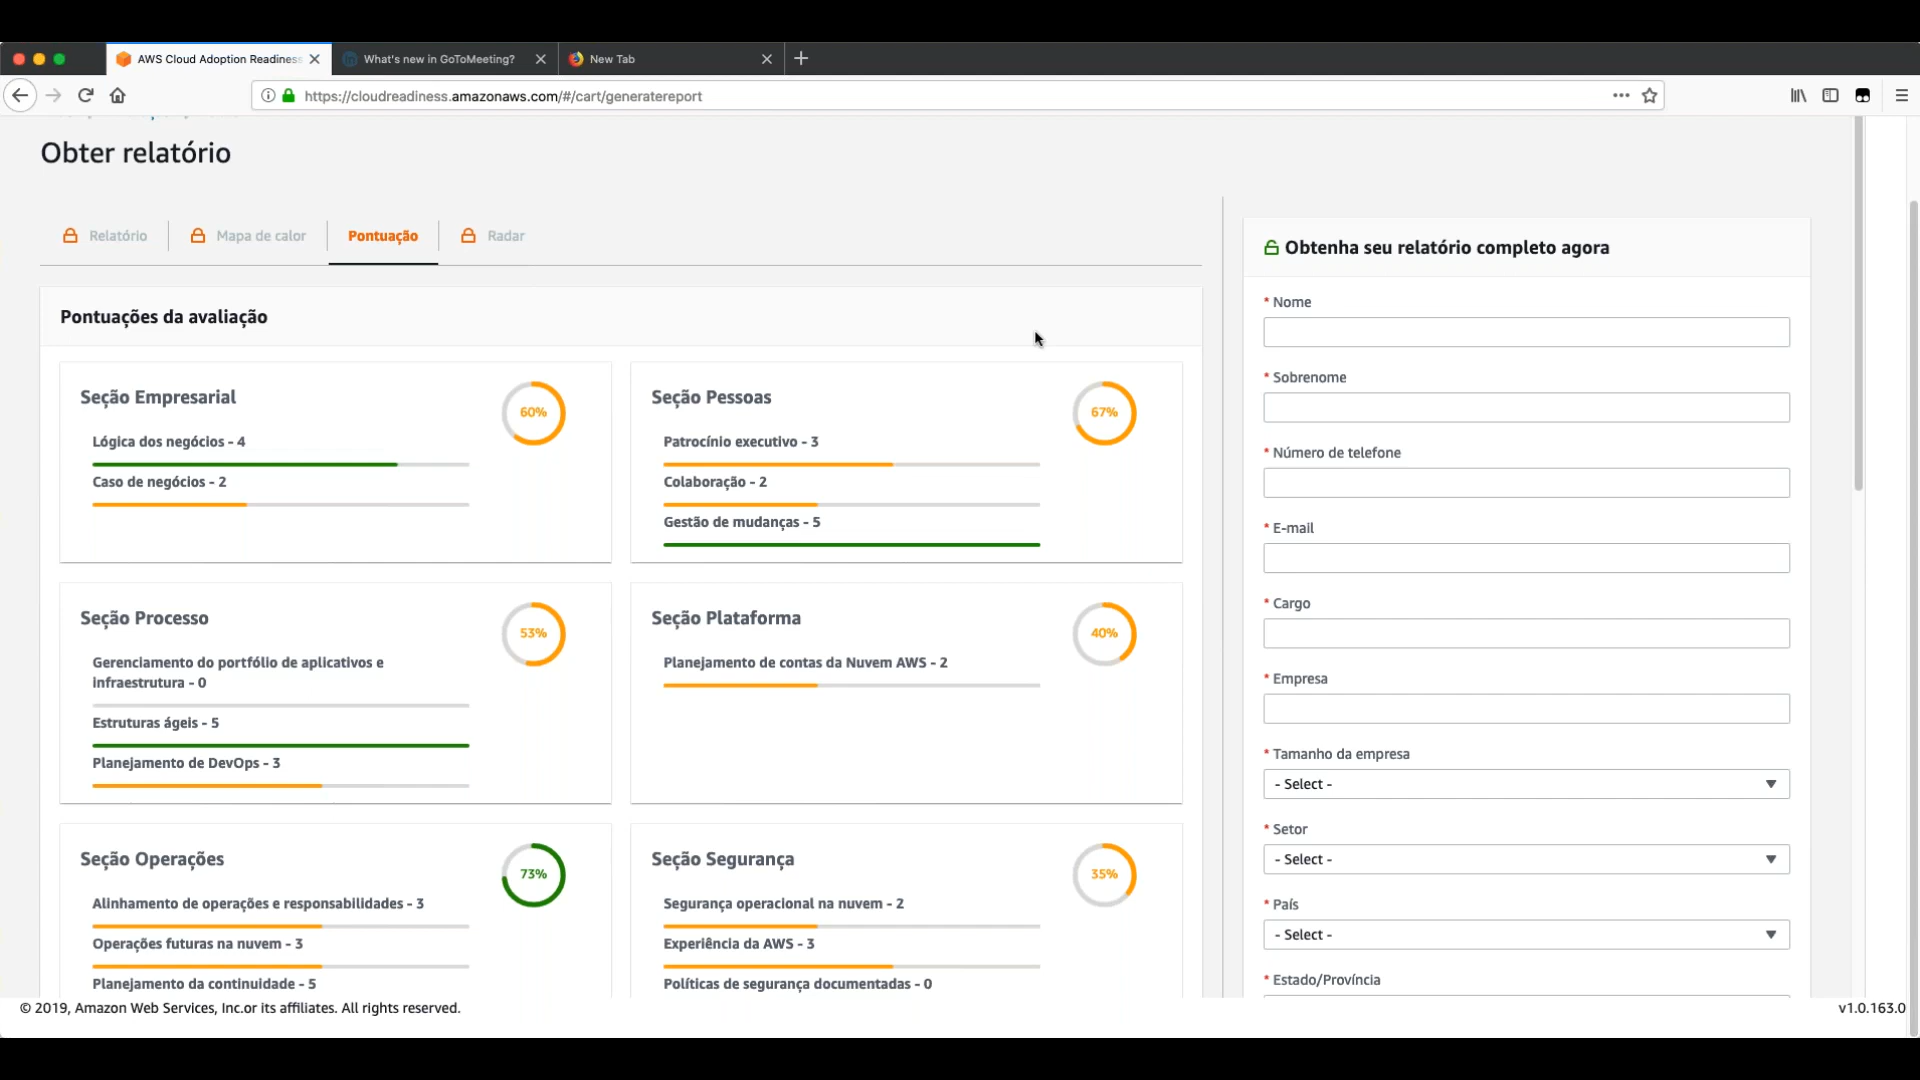 AWS Cloud Adoption Readiness
What's new in GoToMeeting?
New Tab
https://cloudreadiness.amazonaws.com/#/cart/generatereport
Obter relatório
Relatório
Mapa de calor
Pontuação
Radar
Pontuações da avaliação
Seção Empresarial
60%
Lógica dos negócios - 4
Caso de negócios - 2
Seção Pessoas
67%
Patrocínio executivo - 3
Colaboração - 2
Gestão de mudanças - 5
Seção Processo
53%
Gerenciamento do portfólio de aplicativos e
infraestrutura - 0
Estruturas ágeis - 5
Planejamento de DevOps - 3
Seção Plataforma
40%
Planejamento de contas da Nuvem AWS - 2
Seção Operações
73%
Alinhamento de operações e responsabilidades - 3
Operações futuras na nuvem - 3
Planejamento da continuidade - 5
Seção Segurança
35%
Segurança operacional na nuvem - 2
Experiência da AWS - 3
Políticas de segurança documentadas - 0
Obtenha seu relatório completo agora
* Nome
* Sobrenome
* Número de telefone
* E-mail
* Cargo
* Empresa
* Tamanho da empresa
- Select -
* Setor
- Select -
* País
- Select -
* Estado/Província
© 2019, Amazon Web Services, Inc.or its affiliates. All rights reserved.
v1.0.163.0